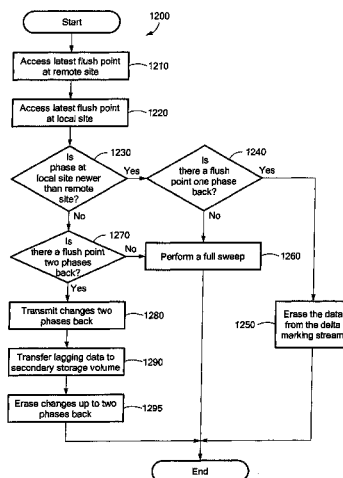 Start
1200
Access latest flush point
at remote site
1210
Access latest flush point
at local site
1220
Is
phase at
local site newer
than remote
site?
1230
Yes
No
Is
there a flush
point one phase
back?
1240
Yes
No
Is
there a flush point
two phases
back?
1270
No
Yes
Perform a full sweep
1260
Transmit changes two
phases back
1280
Erase the data
from the delta
marking stream
1250
Transfer lagging data to
secondary storage volume
1290
Erase changes up to two
phases back
1295
End